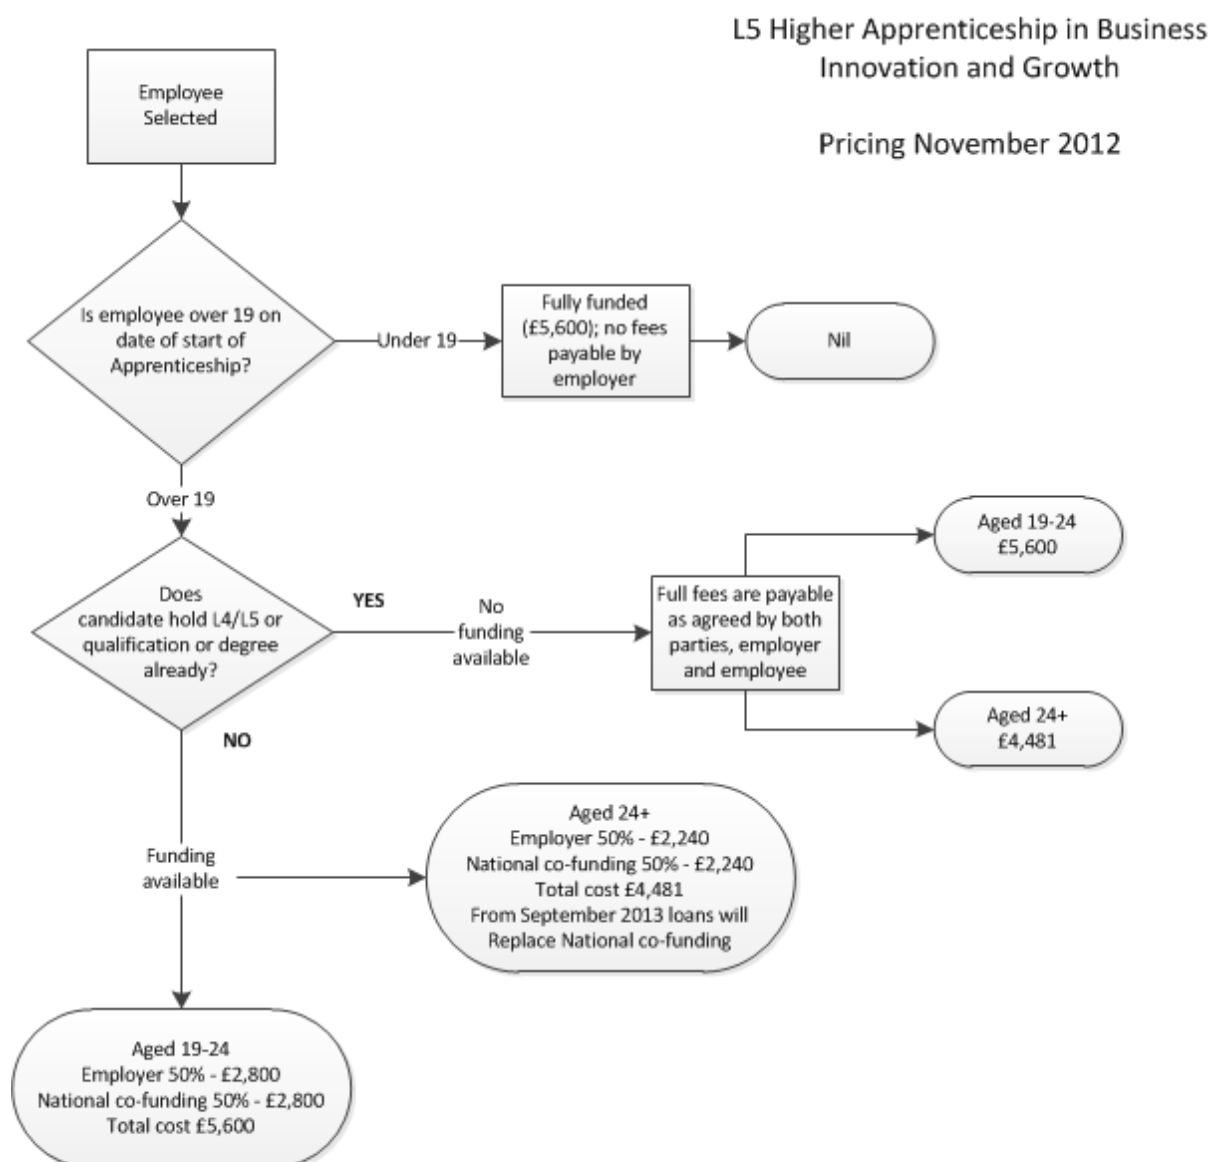 L5 Higher Apprenticeship in Business
Innovation and Growth
Pricing November 2012
Employee
Selected
Is employee over 19 on
date of start of
Apprenticeship?
Under 19
Fully funded
(£5,600); no fees
payable by
employer
Nil
Over 19
Does
candidate hold L4/L5 or
qualification or degree
already?
YES
No
funding
available
Full fees are payable
as agreed by both
parties, employer
and employee
Aged 19-24
£5,600
Aged 24+
£4,481
NO
Funding
available
Aged 24+
Employer 50% - £2,240
National co-funding 50% - £2,240
Total cost £4,481
From September 2013 loans will
Replace National co-funding
Aged 19-24
Employer 50% - £2,800
National co-funding 50% - £2,800
Total cost £5,600